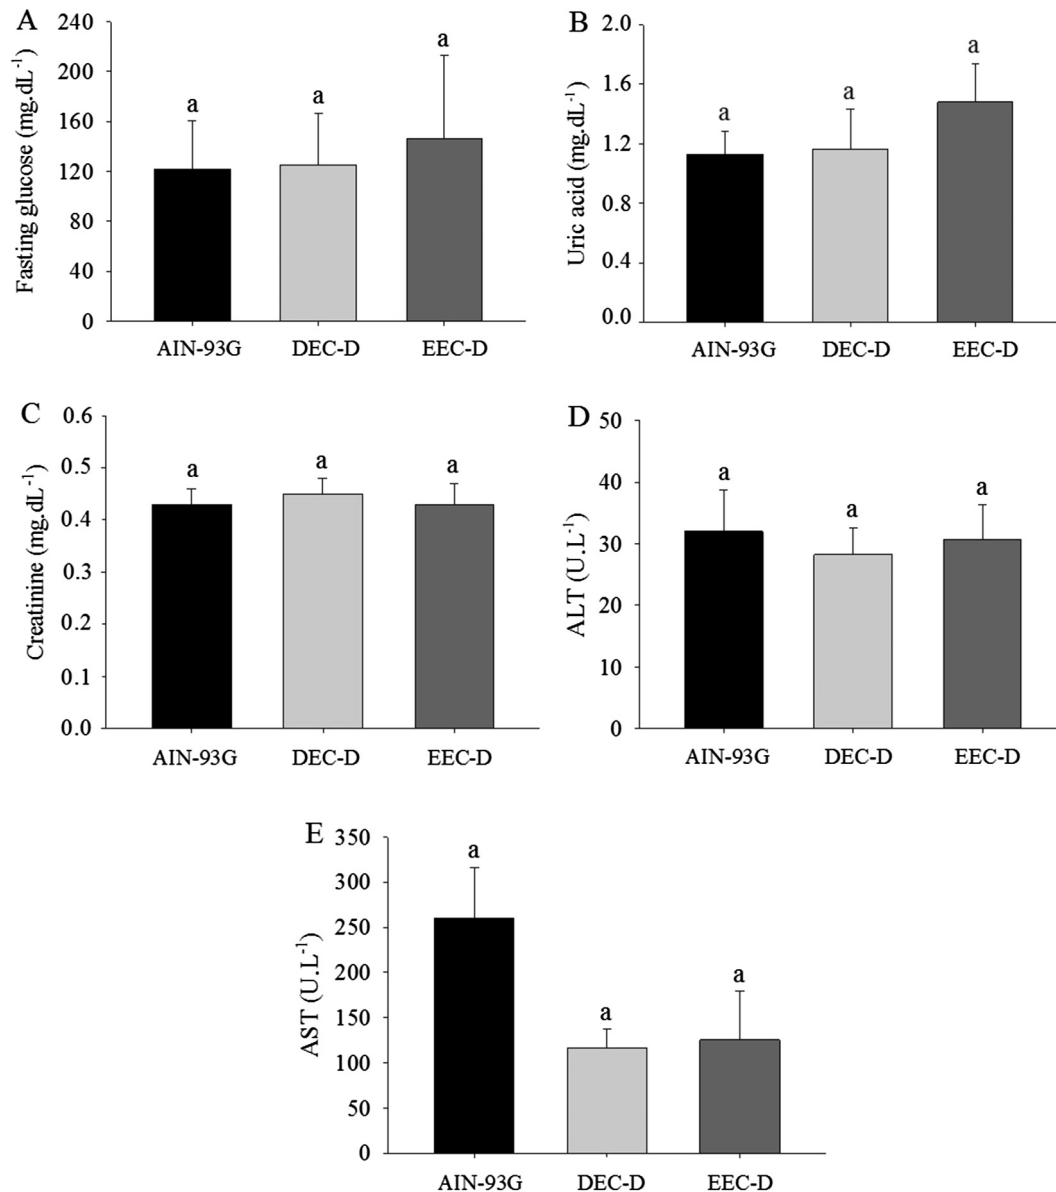 A
Fasting glucose (mg.dL-1)
240
200
160
120
80
40
0
a
a
a
AIN-93G DEC-D EEC-D
B
Uric acid (mg.dL-1)
2.0
1.6
1.2
0.8
0.4
0.0
a
a
a
AIN-93G DEC-D EEC-D
C
Creatinine (mg.dL-1)
0.6
0.5
0.4
0.3
0.2
0.1
0.0
a
a
a
AIN-93G DEC-D EEC-D
D
ALT (U.L-1)
50
40
30
20
10
0
a
a
a
AIN-93G DEC-D EEC-D
E
AST (U.L-1)
350
300
250
200
150
100
50
0
a
a
a
AIN-93G DEC-D EEC-D